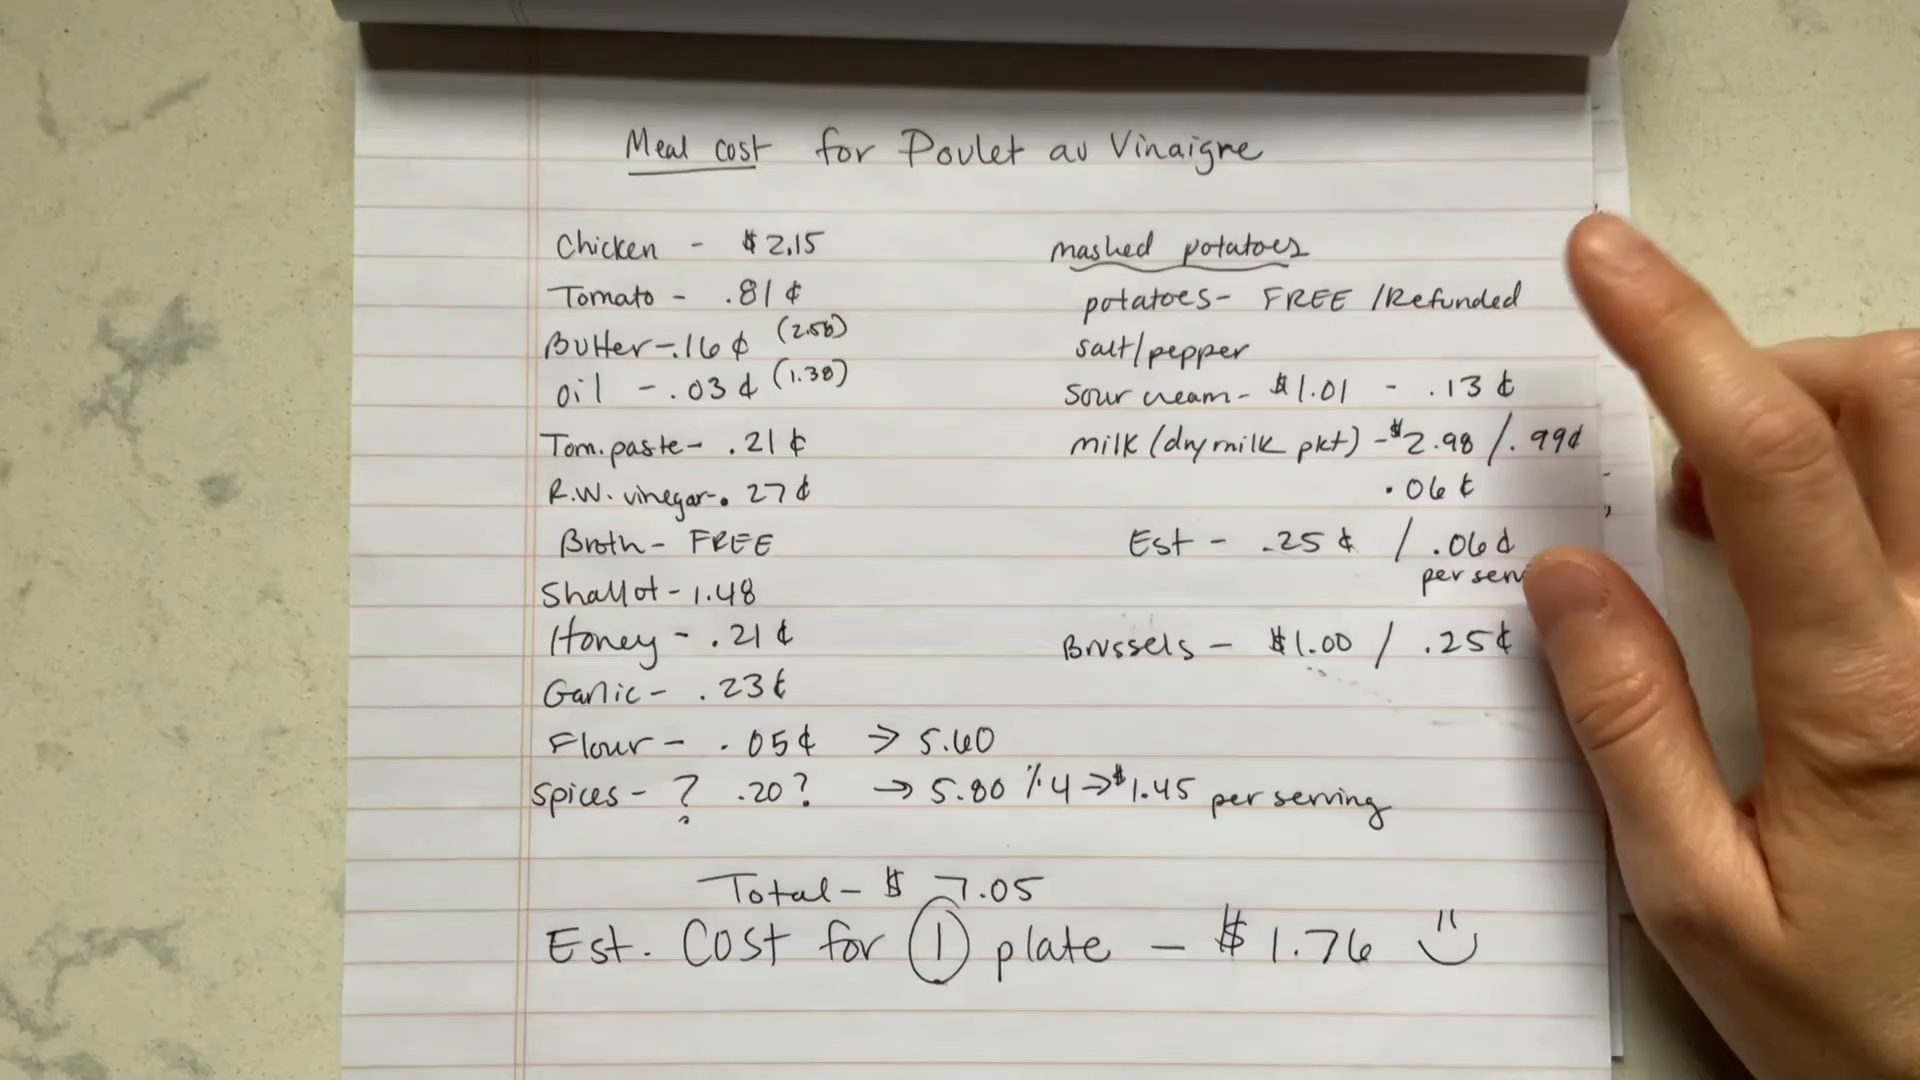 Meal cost for Poulet au Vinaigre
Chicken - $2.15
Tomato - .81¢
Butter - .16¢ (2.56)
oil - .03¢ (1.38)
Tom. paste - .21¢
R.W. vinegar - .27¢
Broth - FREE
Shallot - 1.48
Honey - .21¢
Garlic - .23¢
Flour - .05¢ → 5.60
Spices - ? .20? → 5.80 ⁒ 4 → $1.45 per serving
mashed potatoes
potatoes - FREE / Refunded
salt/pepper
Sour cream - $1.01 - .13¢
milk (dry milk pkt) - $2.98 / .99¢
.06¢
Est - .25¢ / .06¢
per serv
Brussels - $1.00 / .25¢
Total - $ 7.05
Est. Cost for 1 plate - $1.76